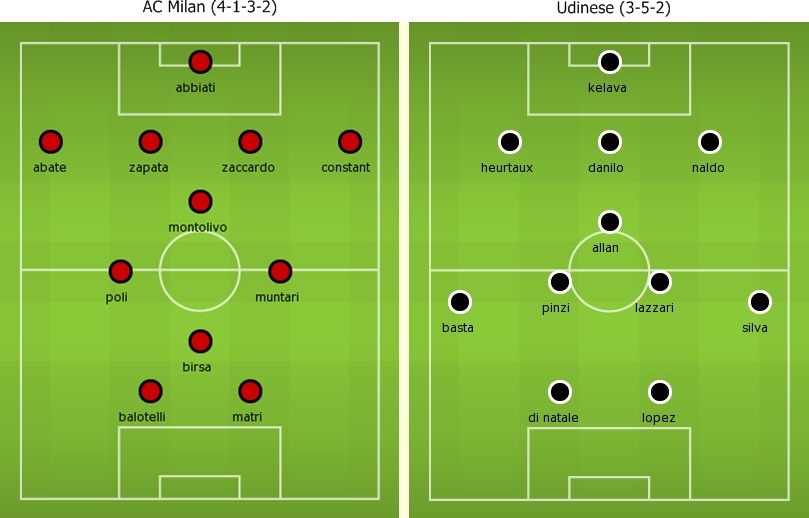 AC Milan (4-1-3-2)
abbiati
abate zapata zaccardo constant
montolivo
poli muntari
birsa
balotelli matri
Udinese (3-5-2)
kelava
heurtaux danilo naldo
allan
pinzi lazzari
basta silva
di natale lopez